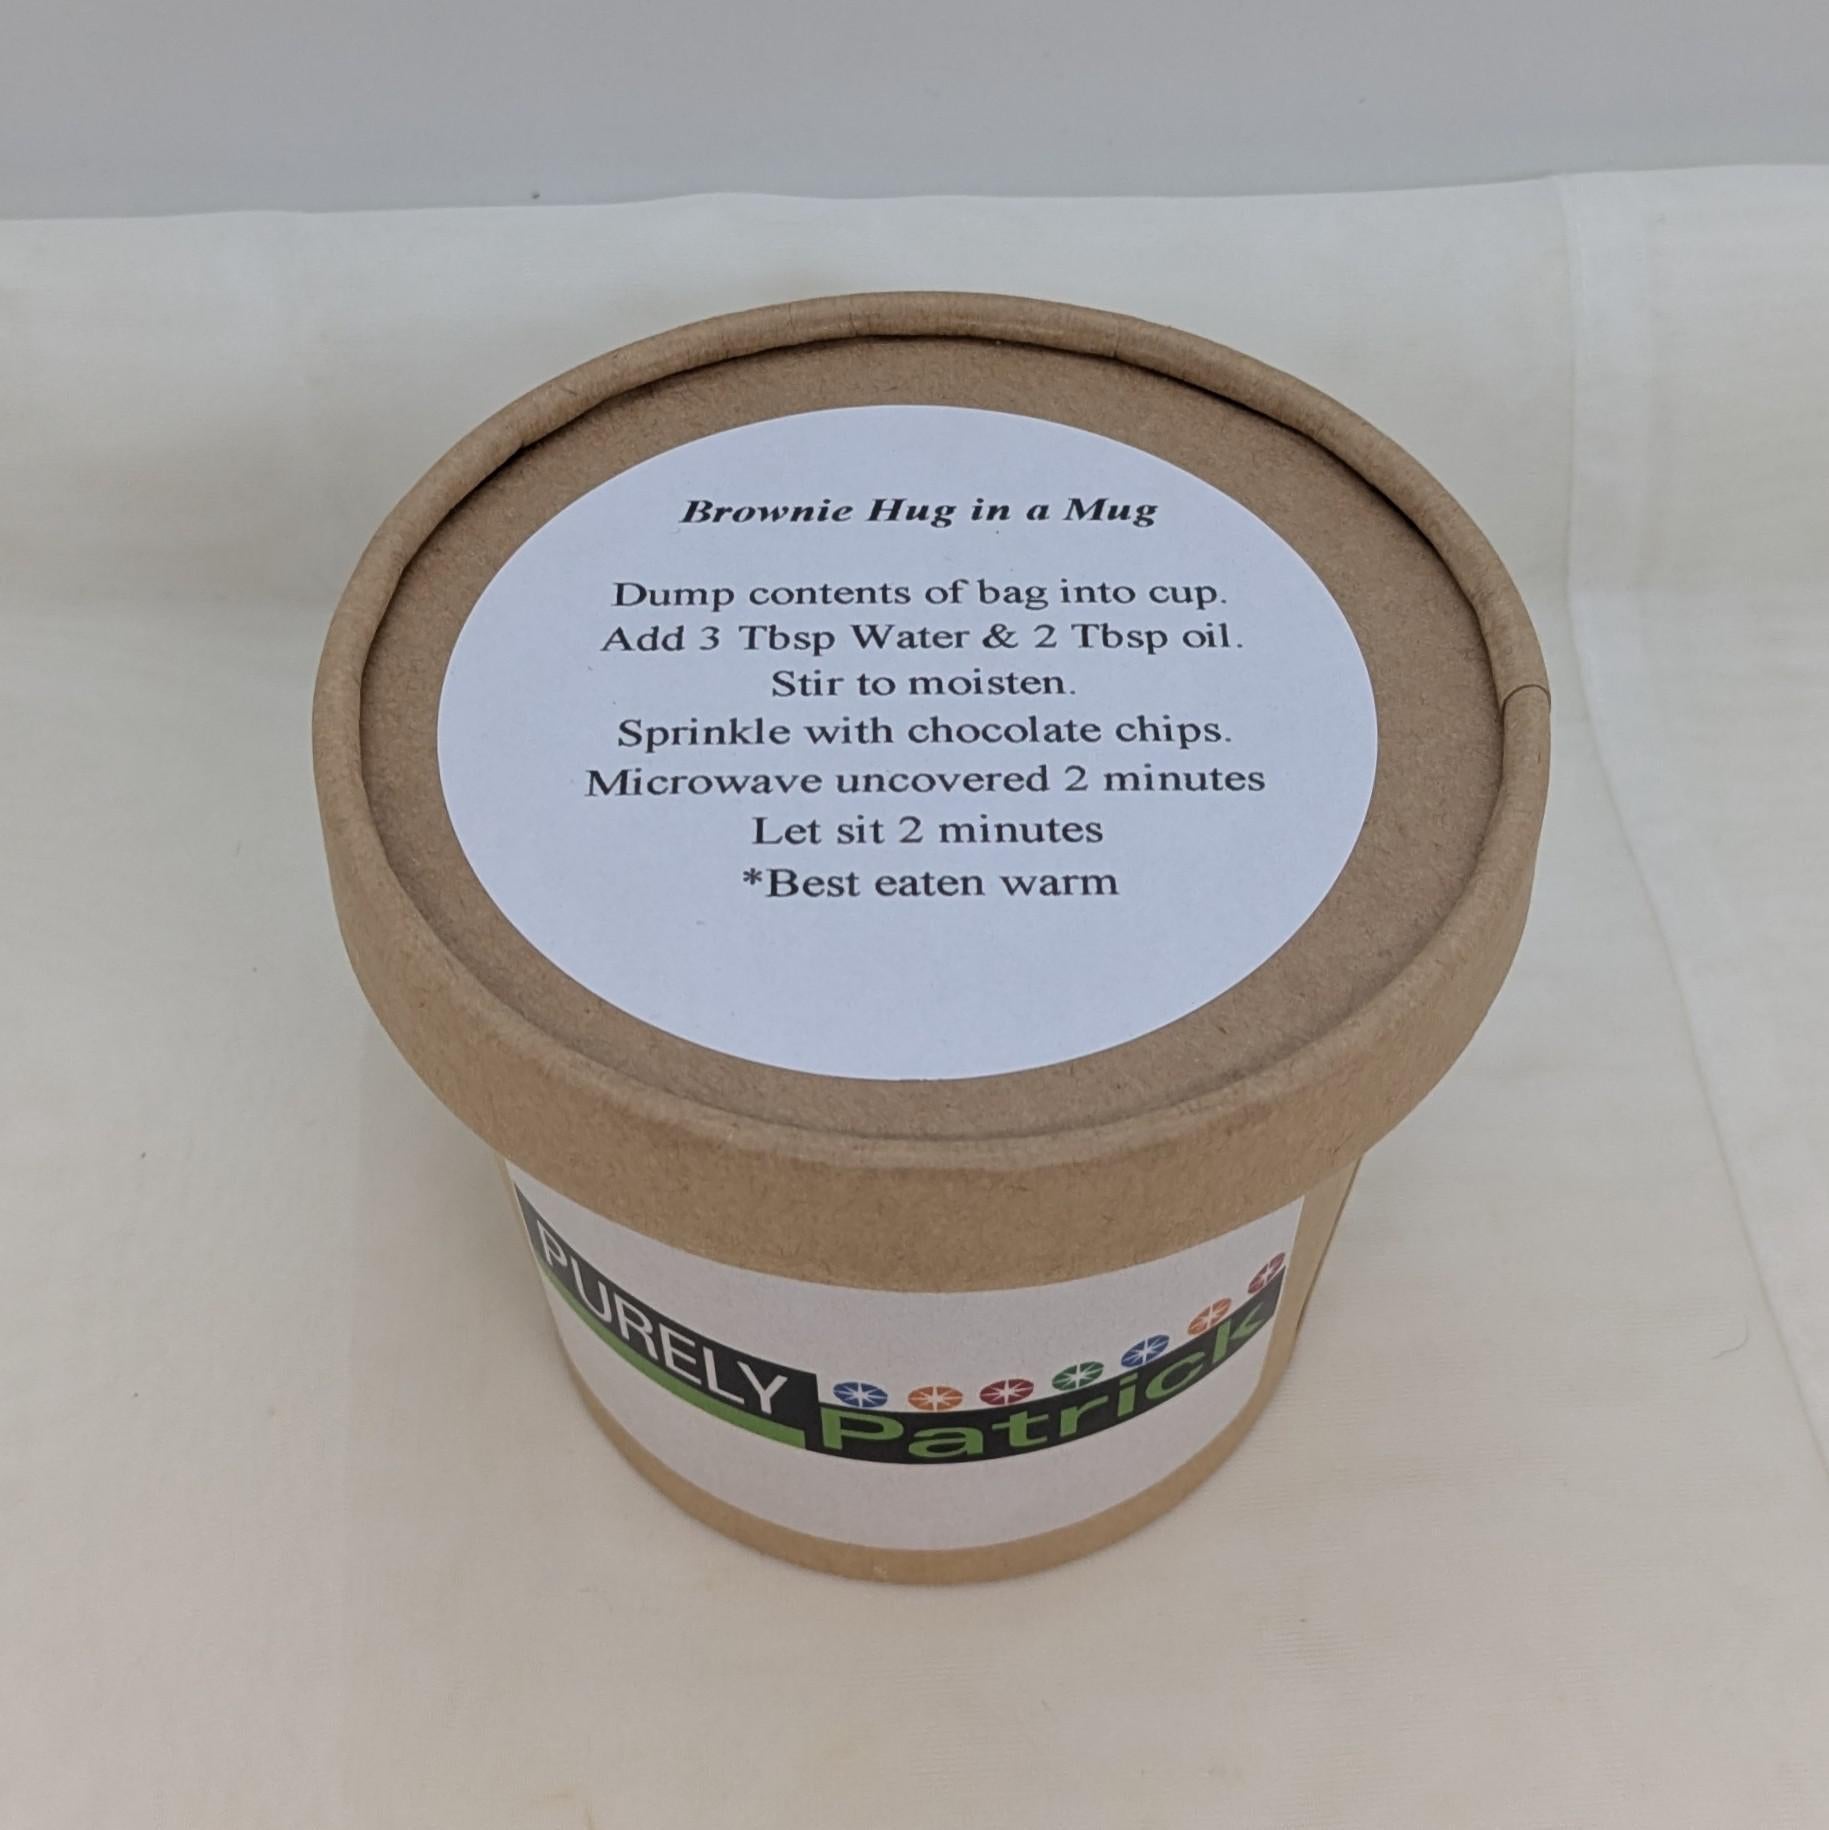 Brownie Hug in a Mug
Dump contents of bag into cup.
Add 3 Tbsp Water & 2 Tbsp oil.
Stir to moisten.
Sprinkle with chocolate chips.
Microwave uncovered 2 minutes
Let sit 2 minutes
*Best eaten warm
PURELY
Patrick